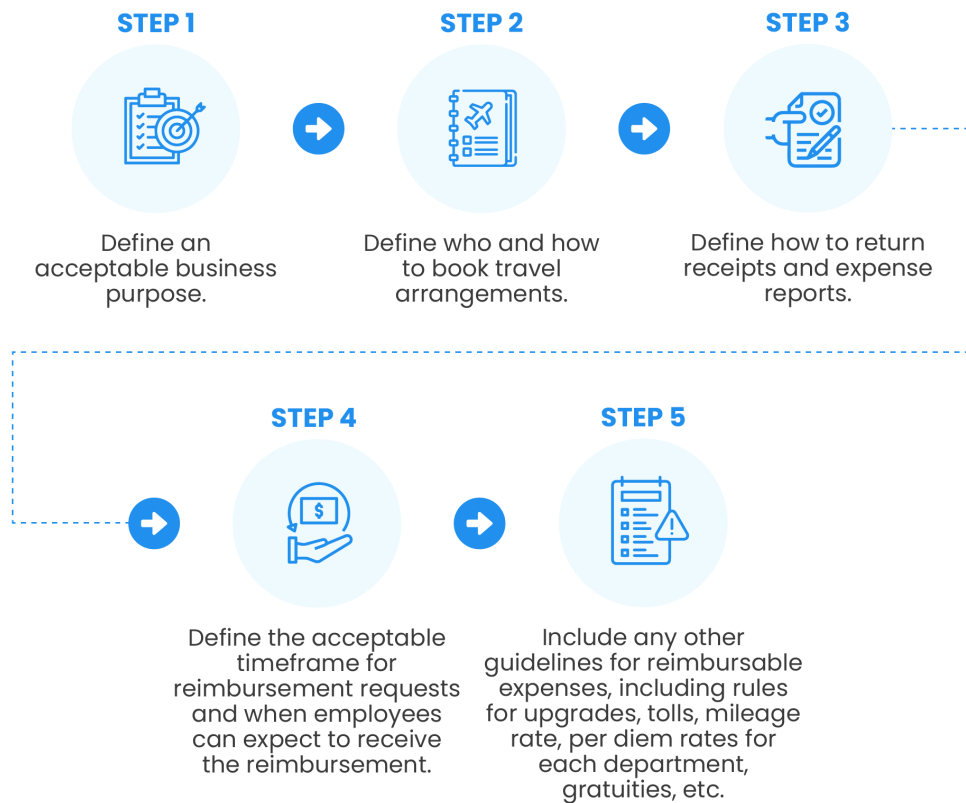 STEP 1
Define an
acceptable business
purpose.
STEP 2
Define who and how
to book travel
arrangements.
STEP 3
Define how to return
receipts and expense
reports.
STEP 4
$
Define the acceptable
timeframe for
reimbursement requests
and when employees
can expect to receive
the reimbursement.
STEP 5
Include any other
guidelines for reimbursable
expenses, including rules
for upgrades, tolls, mileage
rate, per diem rates for
each department,
gratuities, etc.